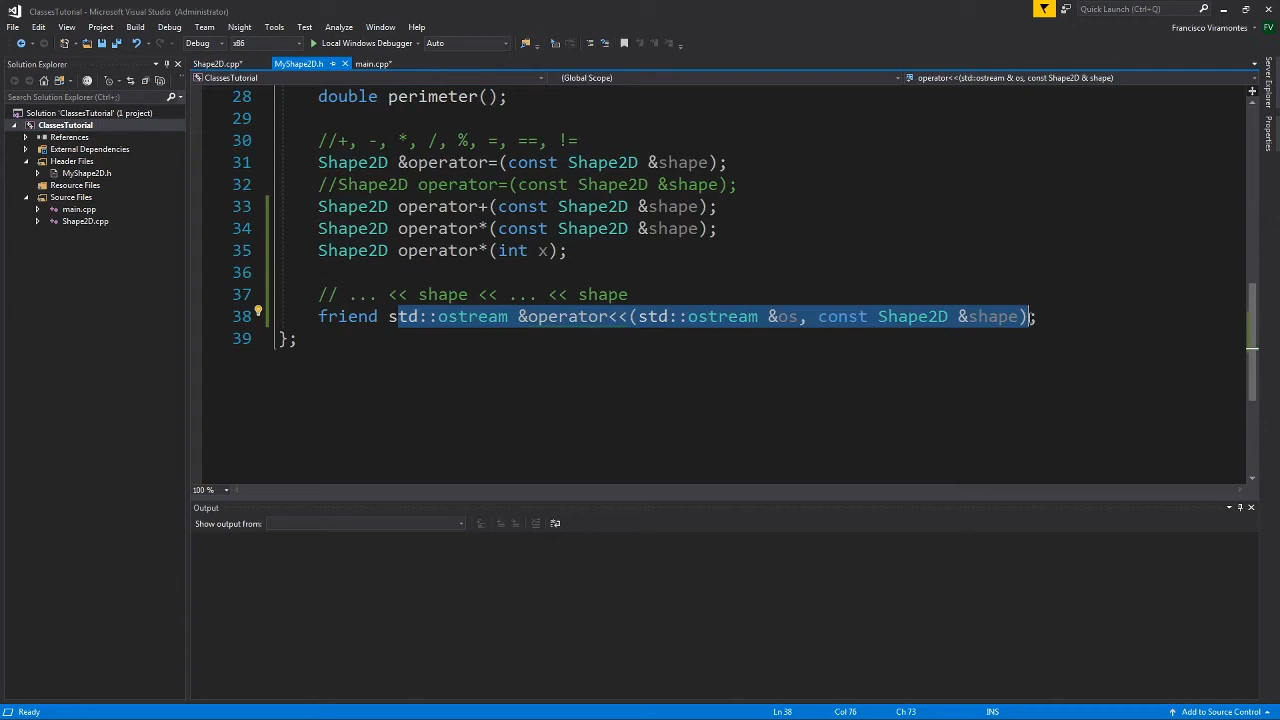 ClassesTutorial - Microsoft Visual Studio (Administrator)
Quick Launch (Ctrl+Q)
File Edit View Project Build Debug Team Nsight Tools Test Analyze Window Help
Francisco Viramontes FV
Debug x86 Local Windows Debugger Auto
Solution Explorer
Shape2D.cpp* MyShape2D.h main.cpp*
ClassesTutorial (Global Scope) operator<<(std::ostream & os, const Shape2D & shape)
Search Solution Explorer (Ctrl+;)
Solution 'ClassesTutorial' (1 project)
ClassesTutorial
References
External Dependencies
Header Files
MyShape2D.h
Resource Files
Source Files
main.cpp
Shape2D.cpp
28 double perimeter();
29
30 //+, -, *, /, %, =, ==, !=
31 Shape2D &operator=(const Shape2D &shape);
32 //Shape2D operator=(const Shape2D &shape);
33 Shape2D operator+(const Shape2D &shape);
34 Shape2D operator*(const Shape2D &shape);
35 Shape2D operator*(int x);
36
37 // ... << shape << ... << shape
38 friend std::ostream &operator<<(std::ostream &os, const Shape2D &shape);
39 };
100 %
Output
Show output from:
Server Explorer
Properties
Ready Ln 38 Col 76 Ch 73 INS Add to Source Control